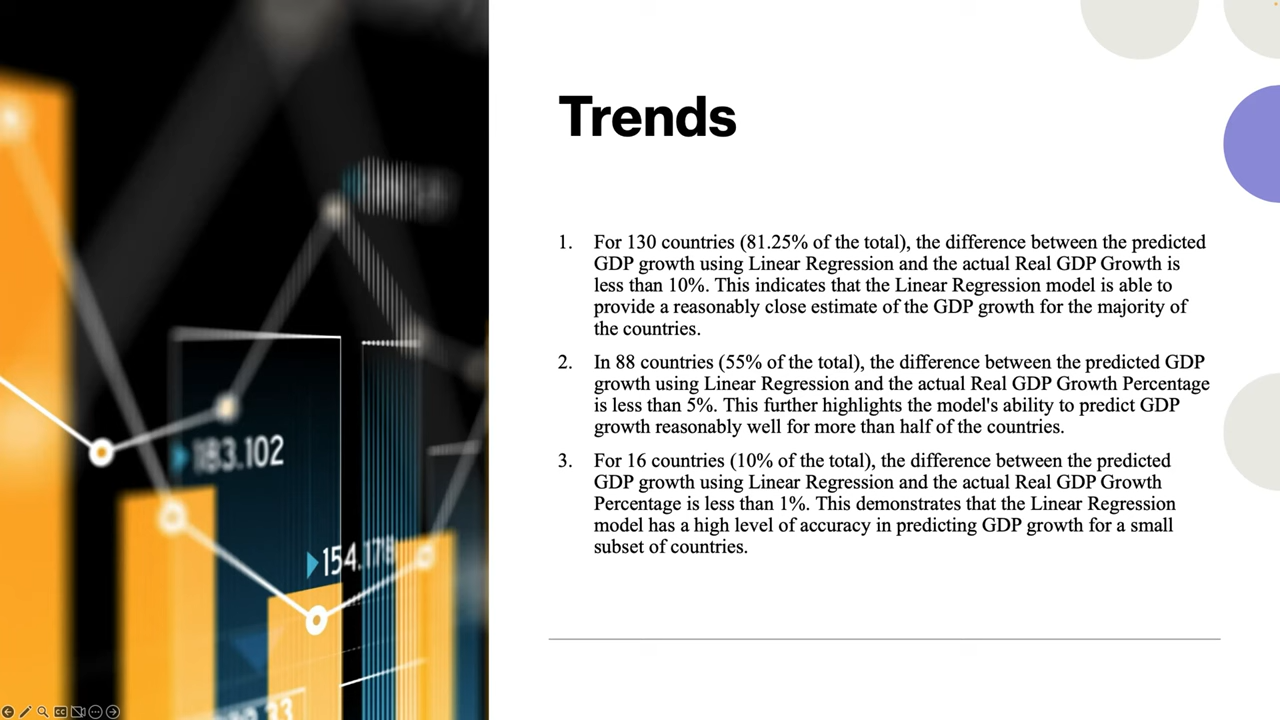 Trends
1. For 130 countries (81.25% of the total), the difference between the predicted
GDP growth using Linear Regression and the actual Real GDP Growth is
less than 10%. This indicates that the Linear Regression model is able to
provide a reasonably close estimate of the GDP growth for the majority of
the countries.
2. In 88 countries (55% of the total), the difference between the predicted GDP
growth using Linear Regression and the actual Real GDP Growth Percentage
is less than 5%. This further highlights the model's ability to predict GDP
growth reasonably well for more than half of the countries.
3. For 16 countries (10% of the total), the difference between the predicted
GDP growth using Linear Regression and the actual Real GDP Growth
Percentage is less than 1%. This demonstrates that the Linear Regression
model has a high level of accuracy in predicting GDP growth for a small
subset of countries.
183.102
154.178